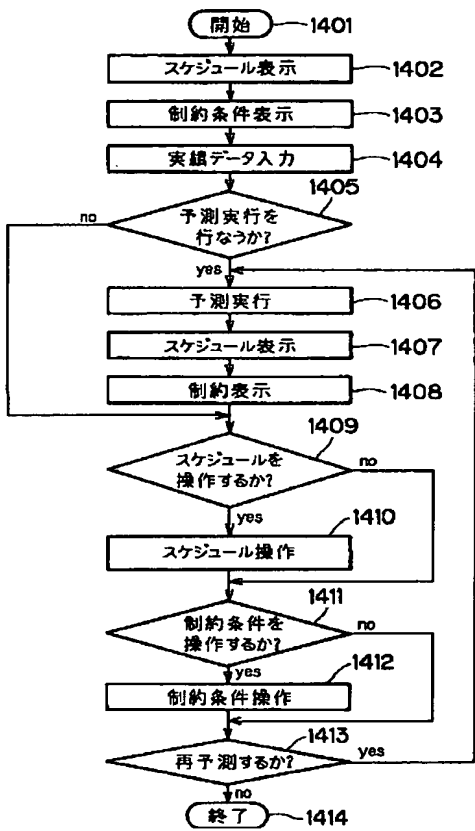 開始
1401
スケジュール表示
1402
制約条件表示
1403
実績データ入力
1404
1405
no
予測実行を
行なうか?
yes
予測実行
1406
スケジュール表示
1407
制約表示
1408
1409
スケジュールを
操作するか?
no
yes
1410
スケジュール操作
1411
制約条件を
操作するか?
no
yes
1412
制約条件操作
1413
再予測するか?
yes
no
終了
1414